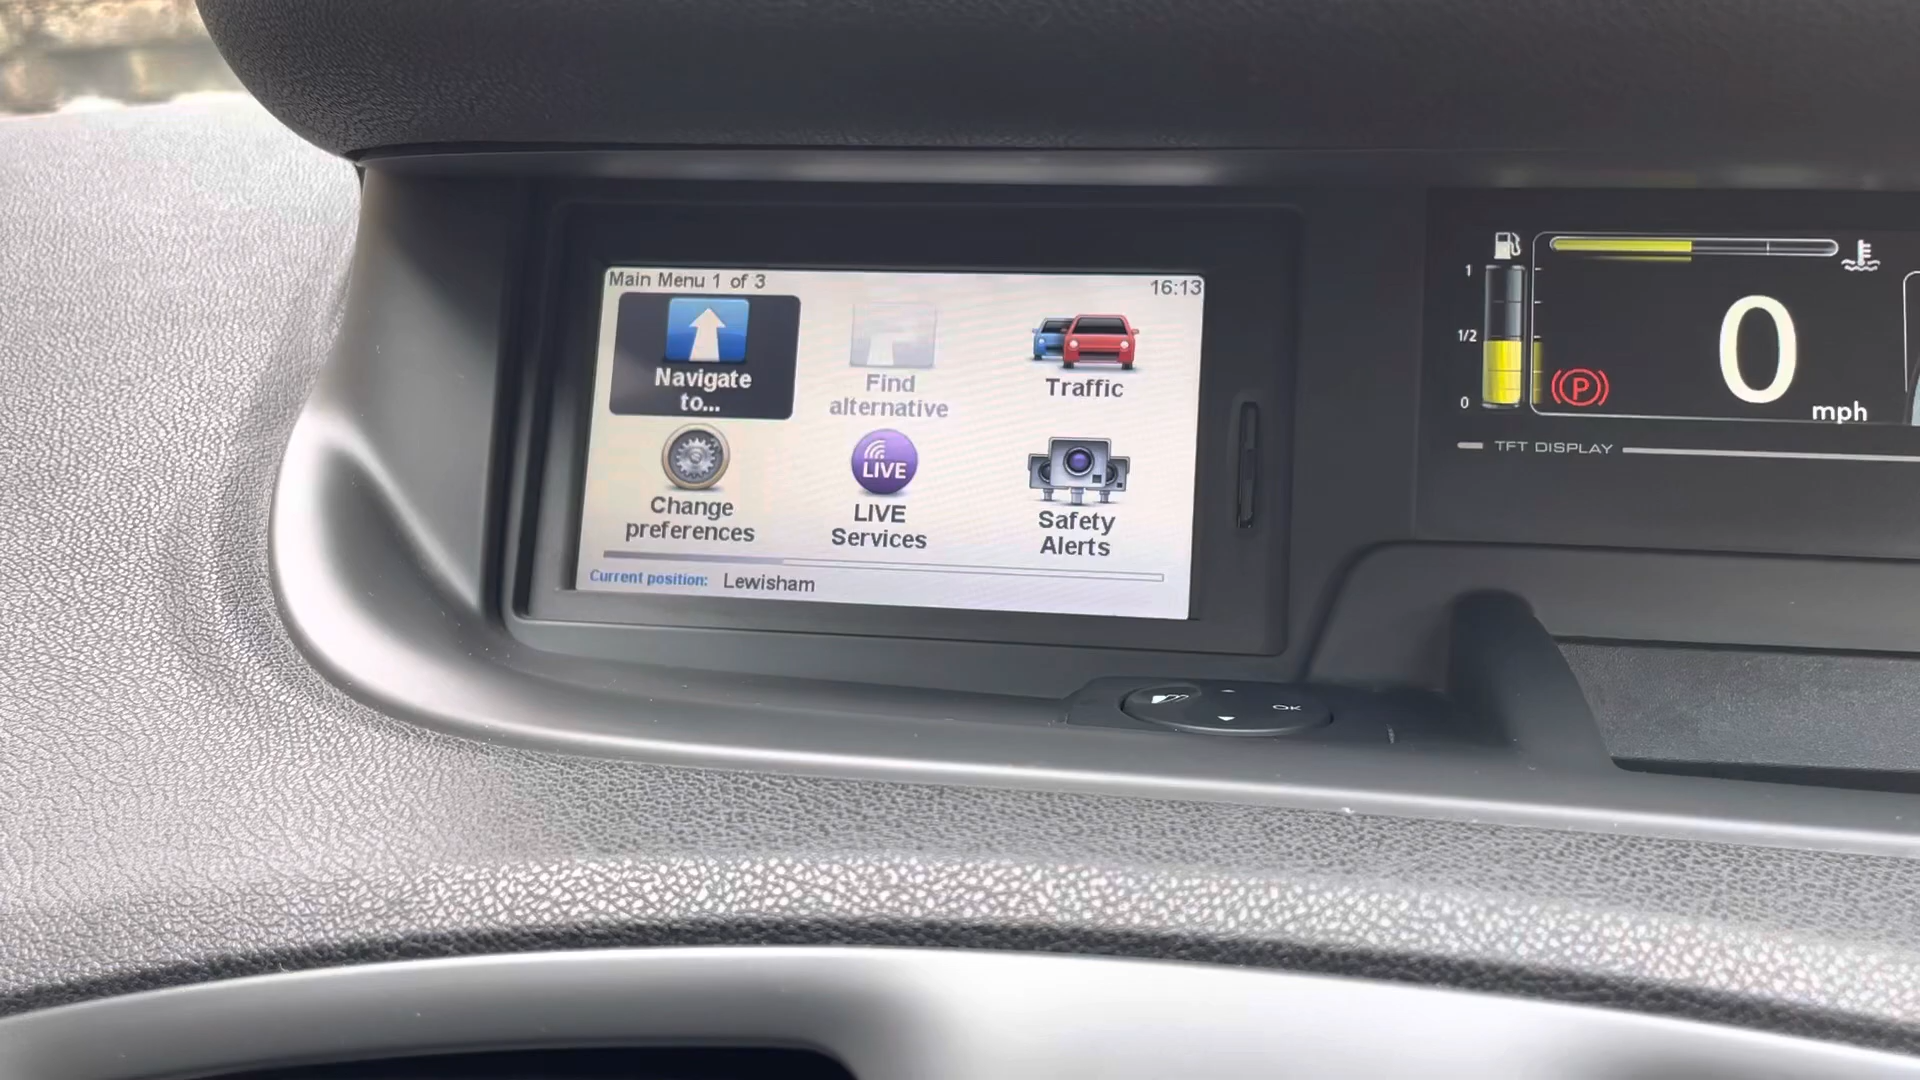 Main Menu 1 of 3
16:13
Navigate
to...
Find
alternative
Traffic
Change
preferences
LIVE
LIVE
Services
Safety
Alerts
Current position: Lewisham
1
1/2
0
P
0
mph
TFT DISPLAY
OK